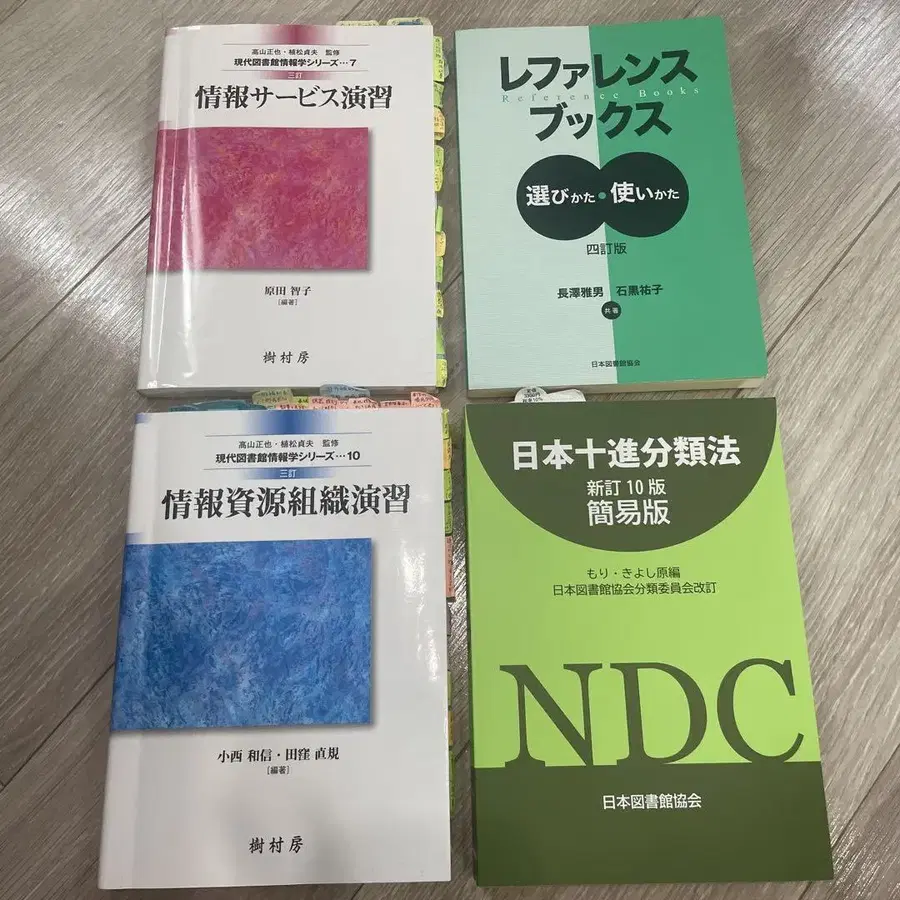 高山正也・植松貞夫 監修
現代図書館情報学シリーズ…7
三訂
情報サービス演習
原田 智子
[編著]
樹村房
レファレンス
Reference Books
ブックス
選びかた・使いかた
四訂版
長澤雅男 石黒祐子
共著
日本図書館協会
高山正也・植松貞夫 監修
現代図書館情報学シリーズ…10
三訂
情報資源組織演習
小西 和信・田窪 直規
[編著]
樹村房
日本十進分類法
新訂10版
簡易版
もり・きよし原編
日本図書館協会分類委員会改訂
NDC
日本図書館協会